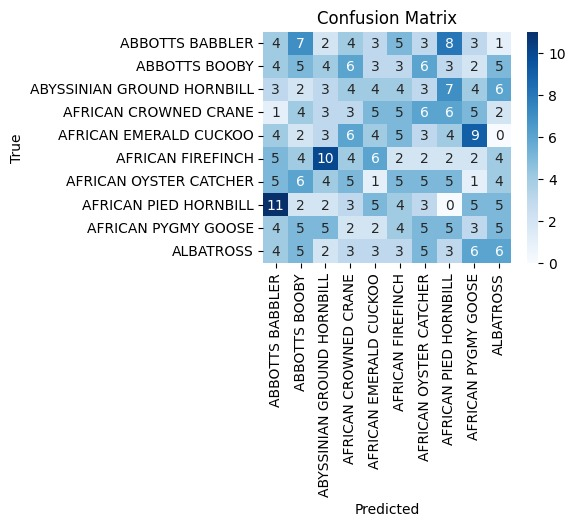 Confusion Matrix
True
ABBOTTS BABBLER 4 7 2 4 3 5 3 8 3 1
ABBOTTS BOOBY 4 5 4 6 3 3 6 3 2 5
ABYSSINIAN GROUND HORNBILL 3 2 3 4 4 4 3 7 4 6
AFRICAN CROWNED CRANE 1 4 3 3 5 5 6 6 5 2
AFRICAN EMERALD CUCKOO 4 2 3 6 4 5 3 4 9 0
AFRICAN FIREFINCH 5 4 10 4 6 2 2 2 2 4
AFRICAN OYSTER CATCHER 5 6 4 5 1 5 5 5 1 4
AFRICAN PIED HORNBILL 11 2 2 3 5 4 3 0 5 5
AFRICAN PYGMY GOOSE 4 5 5 2 2 4 5 5 3 5
ALBATROSS 4 5 2 3 3 3 5 3 6 6
ABBOTTS BABBLER
ABBOTTS BOOBY
ABYSSINIAN GROUND HORNBILL
AFRICAN CROWNED CRANE
AFRICAN EMERALD CUCKOO
AFRICAN FIREFINCH
AFRICAN OYSTER CATCHER
AFRICAN PIED HORNBILL
AFRICAN PYGMY GOOSE
ALBATROSS
Predicted
10
8
6
4
2
0